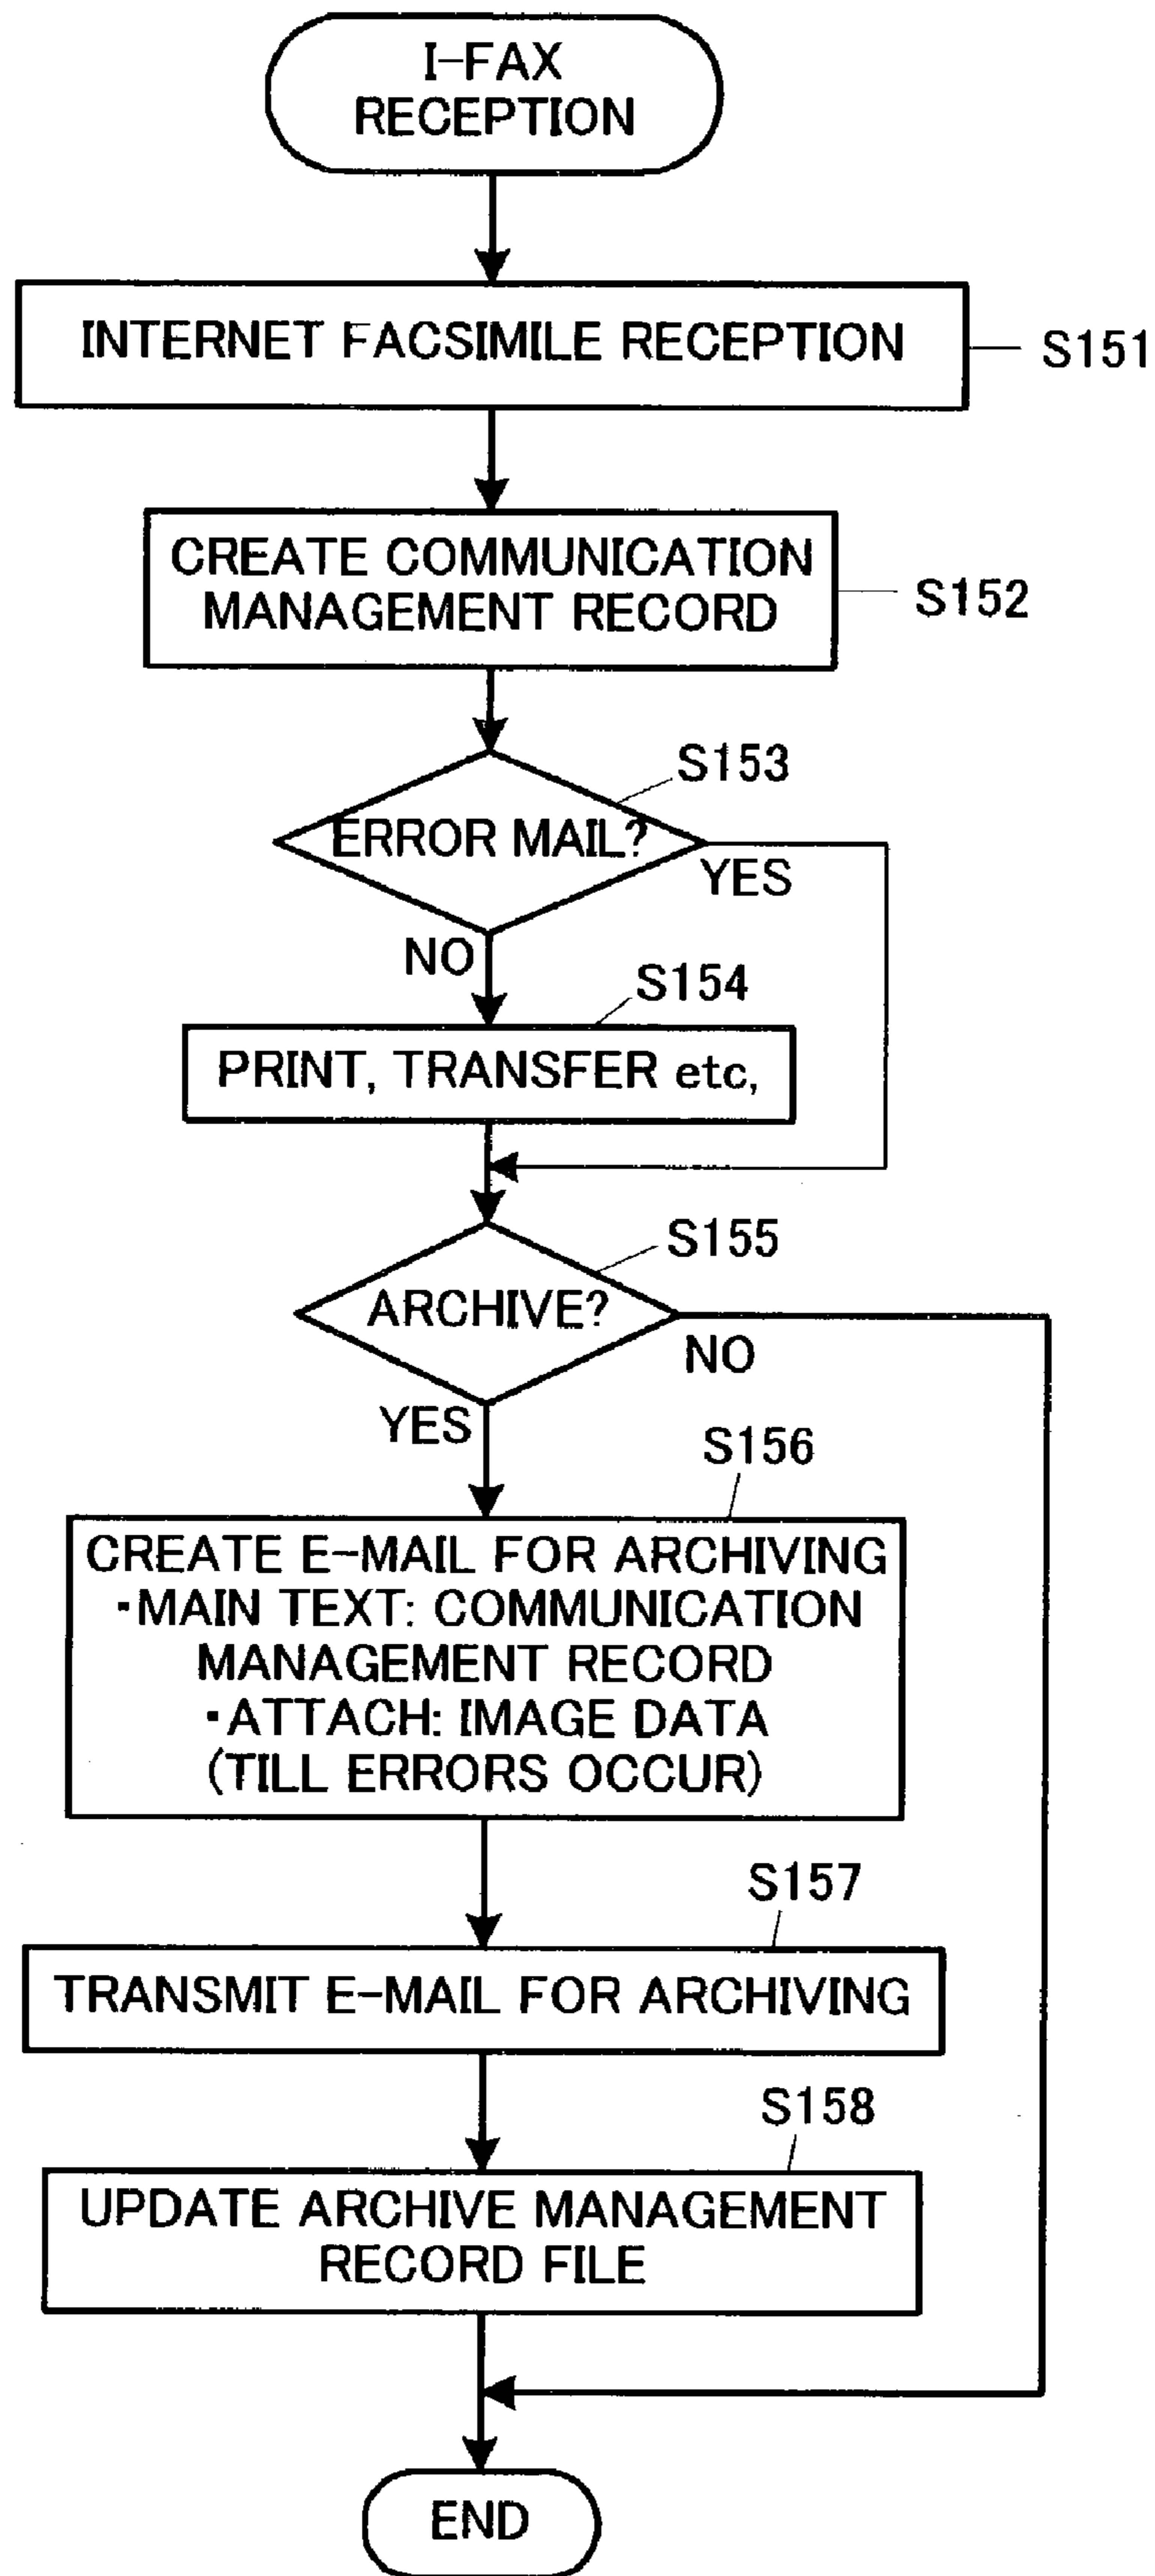 I-FAX
RECEPTION
INTERNET FACSIMILE RECEPTION
S151
CREATE COMMUNICATION
MANAGEMENT RECORD
S152
S153
ERROR MAIL?
YES
NO
S154
PRINT, TRANSFER etc,
S155
ARCHIVE?
NO
YES
S156
CREATE E-MAIL FOR ARCHIVING
・MAIN TEXT: COMMUNICATION
MANAGEMENT RECORD
・ATTACH: IMAGE DATA
(TILL ERRORS OCCUR)
S157
TRANSMIT E-MAIL FOR ARCHIVING
S158
UPDATE ARCHIVE MANAGEMENT
RECORD FILE
END